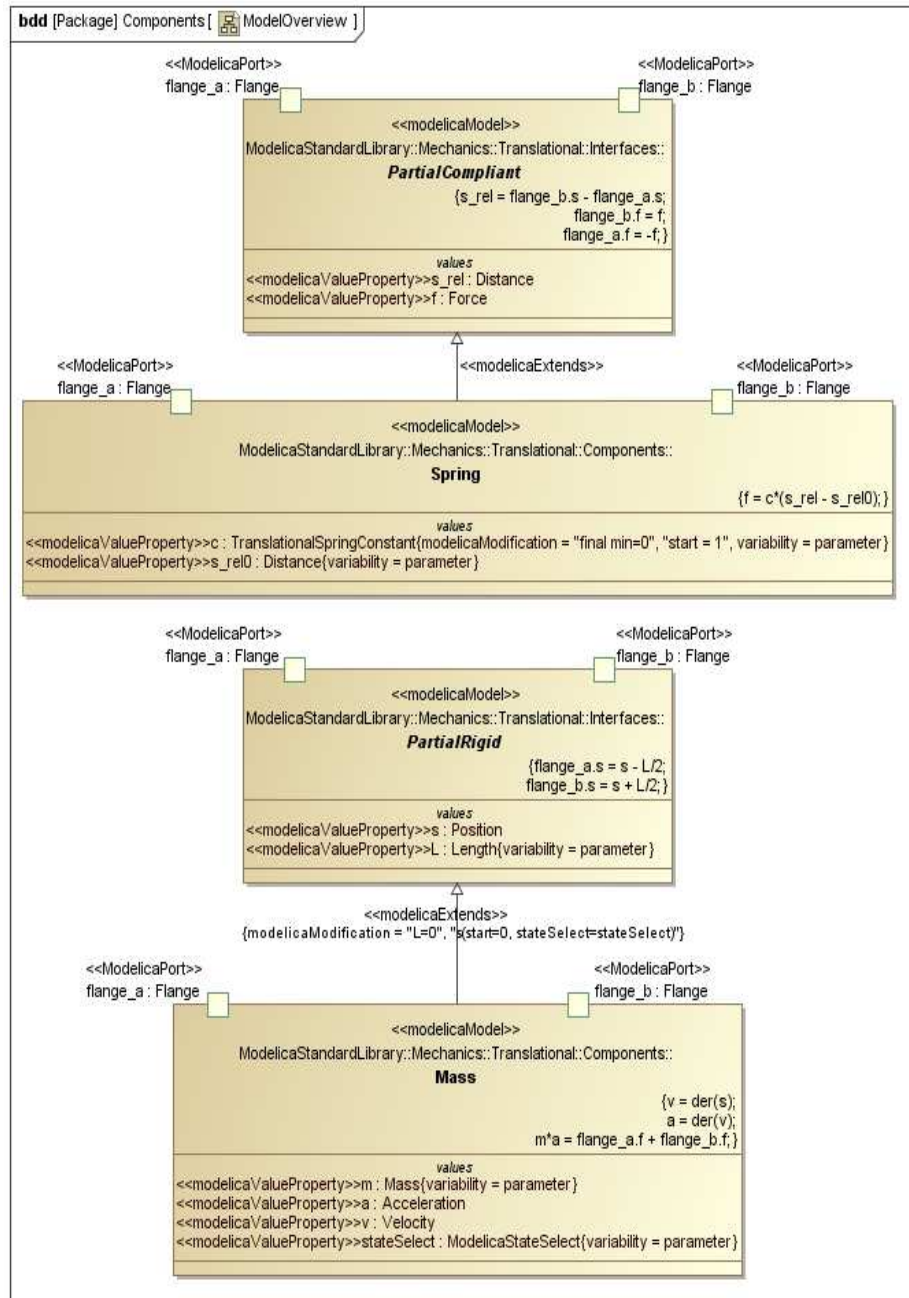 bdd [Package] Components [ ModelOverview ]
<<ModelicaPort>>
flange_a : Flange
<<ModelicaPort>>
flange_b : Flange
<<modelicaModel>>
ModelicaStandardLibrary::Mechanics::Translational::Interfaces::
PartialCompliant
{s_rel = flange_b.s - flange_a.s;
flange_b.f = f;
flange_a.f = -f;}
values
<<modelicaValueProperty>>s_rel : Distance
<<modelicaValueProperty>>f : Force
<<modelicaExtends>>
<<ModelicaPort>>
flange_a : Flange
<<ModelicaPort>>
flange_b : Flange
<<modelicaModel>>
ModelicaStandardLibrary::Mechanics::Translational::Components::
Spring
{f = c*(s_rel - s_rel0);}
values
<<modelicaValueProperty>>c : TranslationalSpringConstant{modelicaModification = "final min=0", "start = 1", variability = parameter}
<<modelicaValueProperty>>s_rel0 : Distance{variability = parameter}
<<ModelicaPort>>
flange_a : Flange
<<ModelicaPort>>
flange_b : Flange
<<modelicaModel>>
ModelicaStandardLibrary::Mechanics::Translational::Interfaces::
PartialRigid
{flange_a.s = s - L/2;
flange_b.s = s + L/2;}
values
<<modelicaValueProperty>>s : Position
<<modelicaValueProperty>>L : Length{variability = parameter}
<<modelicaExtends>>
{modelicaModification = "L=0", "s(start=0, stateSelect=stateSelect)"}
<<ModelicaPort>>
flange_a : Flange
<<ModelicaPort>>
flange_b : Flange
<<modelicaModel>>
ModelicaStandardLibrary::Mechanics::Translational::Components::
Mass
{v = der(s);
a = der(v);
m*a = flange_a.f + flange_b.f;}
values
<<modelicaValueProperty>>m : Mass{variability = parameter}
<<modelicaValueProperty>>a : Acceleration
<<modelicaValueProperty>>v : Velocity
<<modelicaValueProperty>>stateSelect : ModelicaStateSelect{variability = parameter}